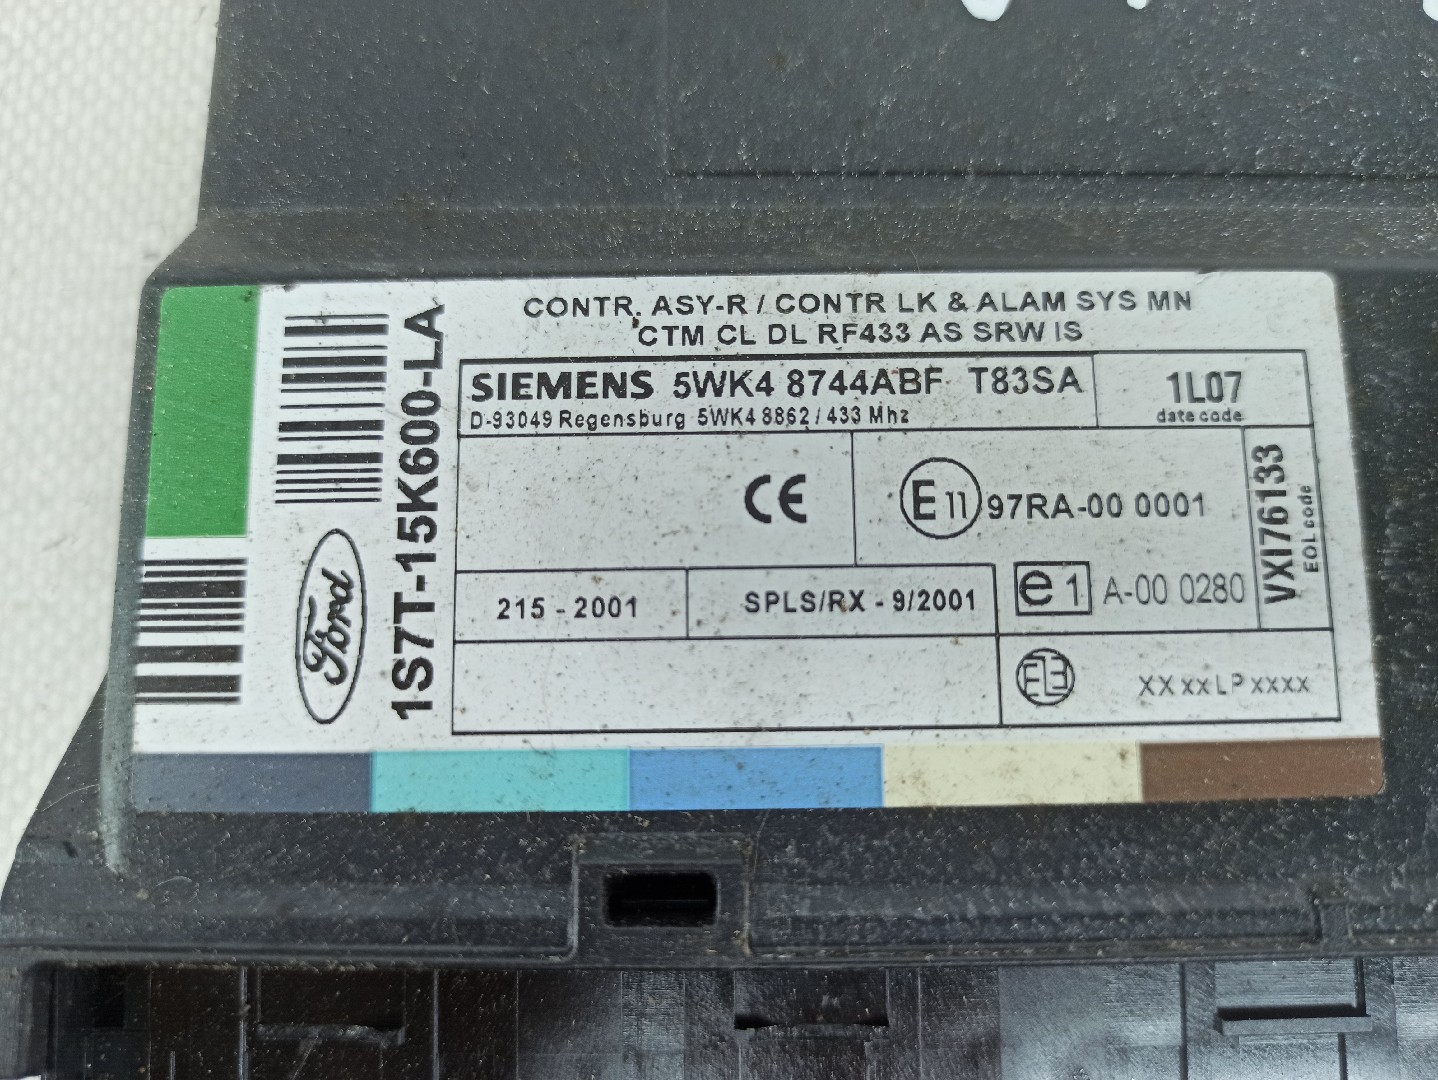 CONTR. ASY-R / CONTR LK & ALAM SYS MN
CTM CL DL RF433 AS SRW IS
SIEMENS 5WK4 8744ABF T83SA
D-93049 Regensburg 5WK4 8862 / 433 Mhz
1L07
date code
CE
E 11 97RA-00 0001
e 1 A-00 0280
VXI76133
EOL code
215 - 2001
SPLS/RX - 9/2001
XX XX LP XXXX
Ford
1S7T-15K600-LA